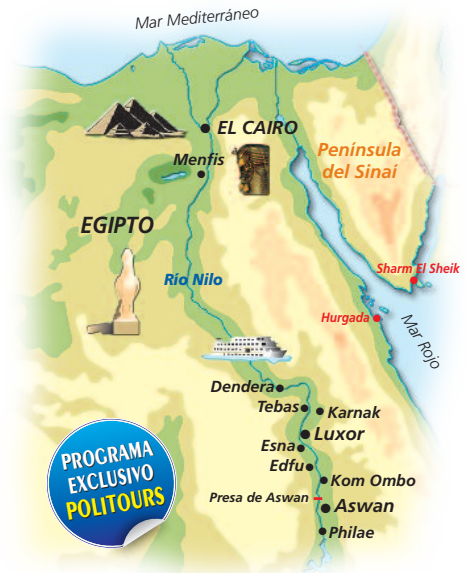 Mar Mediterráneo
EL CAIRO
Menfis
Península
del Sinaí
EGIPTO
Sharm El Sheik
Río Nilo
Hurgada
Mar Rojo
Dendera
Tebas
Karnak
Luxor
Esna
Edfu
Kom Ombo
Presa de Aswan
Aswan
Philae
PROGRAMA
EXCLUSIVO
POLITOURS